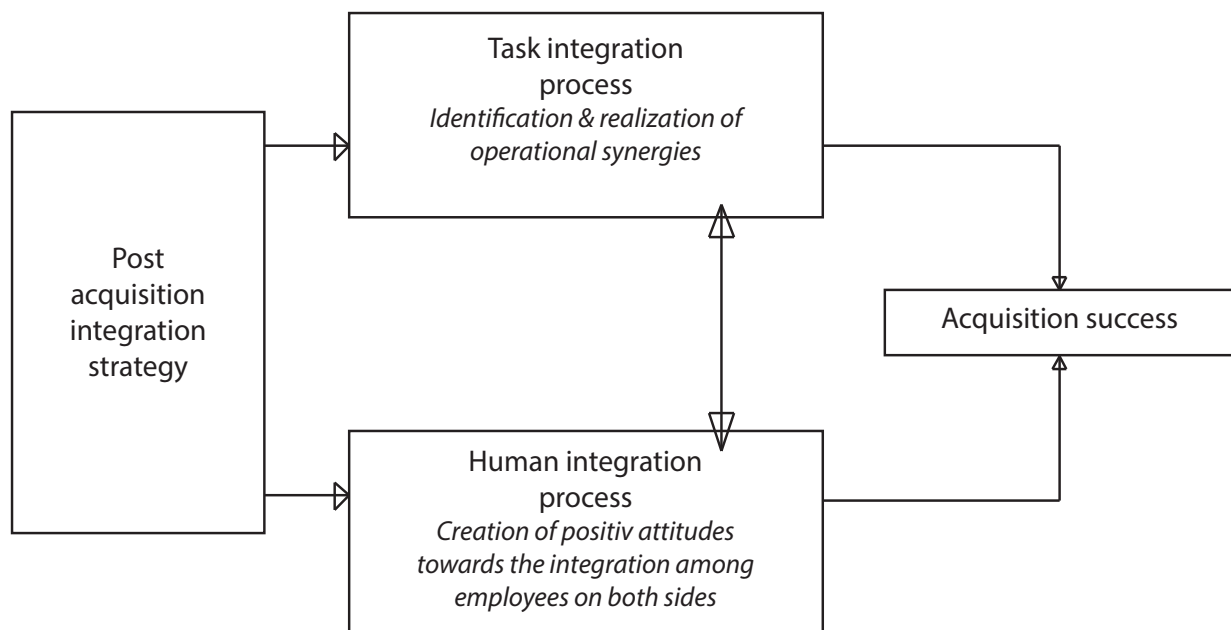 Task integration
process
Identification & realization of
operational synergies
Post
acquisition
integration
strategy
Acquisition success
Human integration
process
Creation of positiv attitudes
towards the integration among
employees on both sides